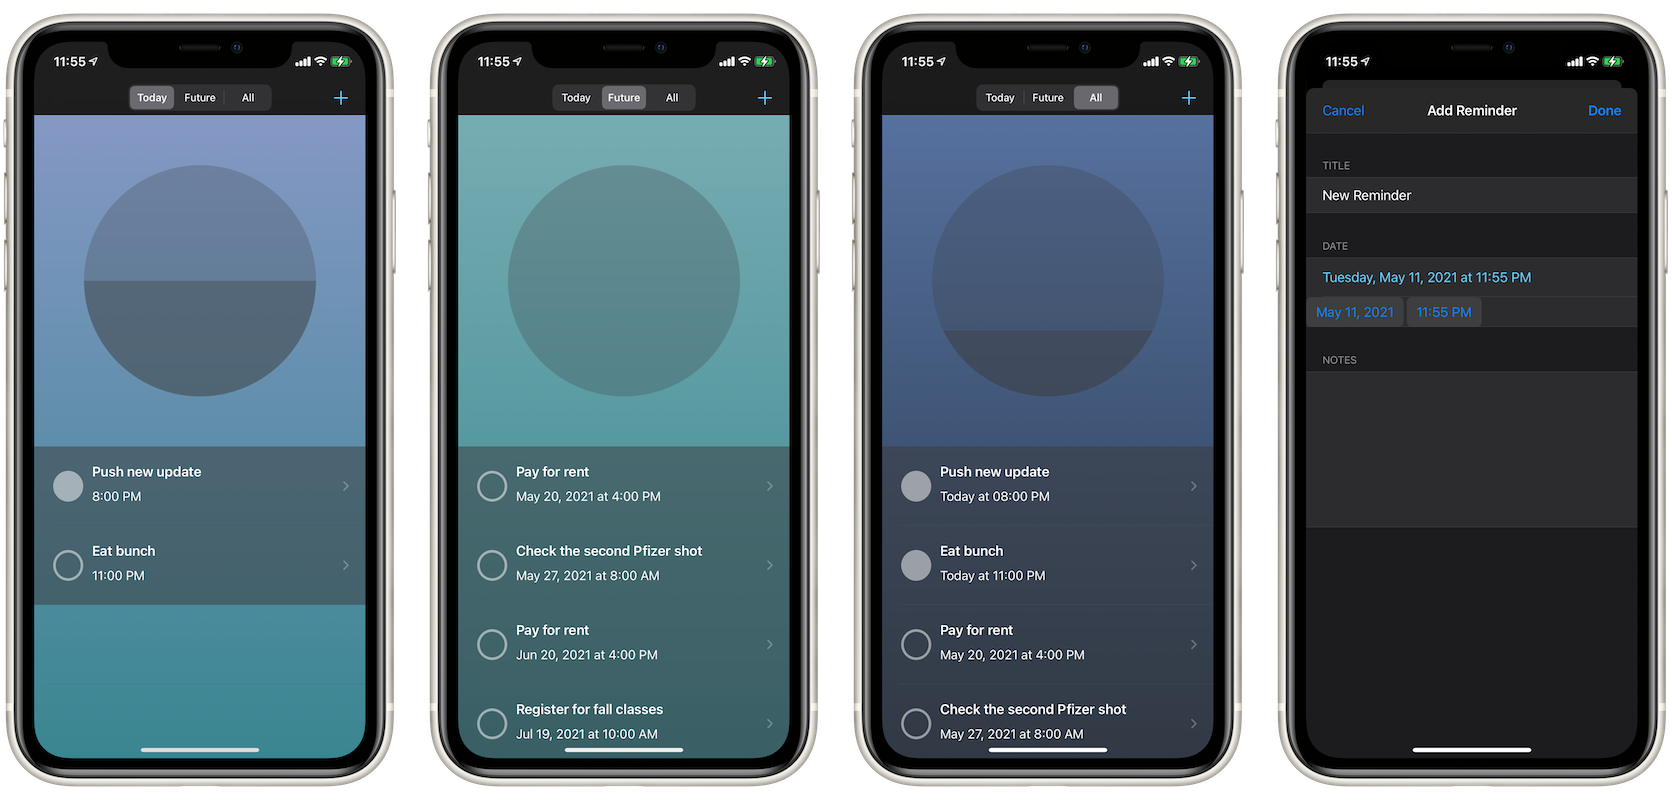 11:55
Today Future All +
Push new update
8:00 PM
Eat bunch
11:00 PM
11:55
Today Future All +
Pay for rent
May 20, 2021 at 4:00 PM
Check the second Pfizer shot
May 27, 2021 at 8:00 AM
Pay for rent
Jun 20, 2021 at 4:00 PM
Register for fall classes
Jul 19, 2021 at 10:00 AM
11:55
Today Future All +
Push new update
Today at 08:00 PM
Eat bunch
Today at 11:00 PM
Pay for rent
May 20, 2021 at 4:00 PM
Check the second Pfizer shot
May 27, 2021 at 8:00 AM
11:55
Cancel Add Reminder Done
TITLE
New Reminder
DATE
Tuesday, May 11, 2021 at 11:55 PM
May 11, 2021 11:55 PM
NOTES